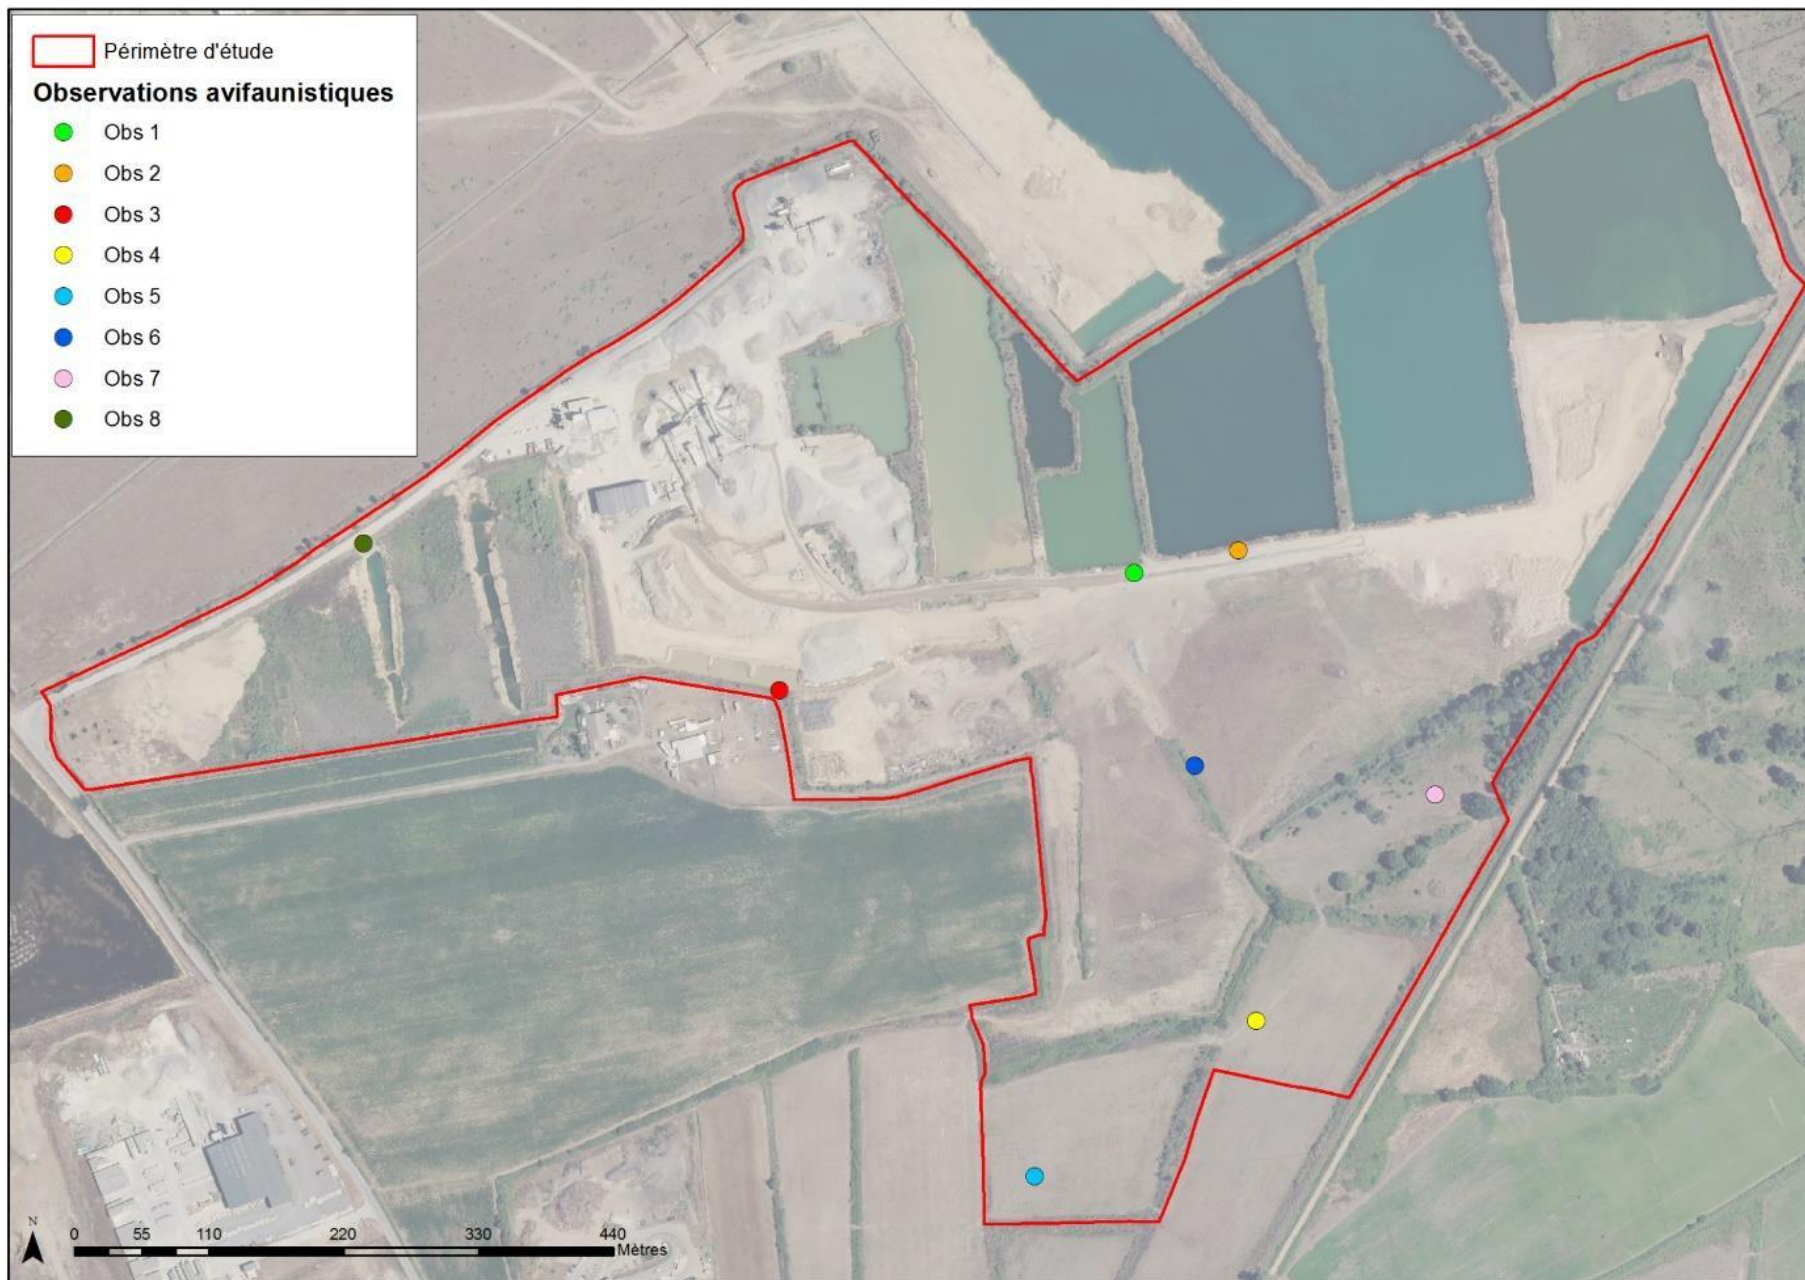 Périmètre d'étude
Observations avifaunistiques
Obs 1
Obs 2
Obs 3
Obs 4
Obs 5
Obs 6
Obs 7
Obs 8
N
0 55 110 220 330 440
Mètres